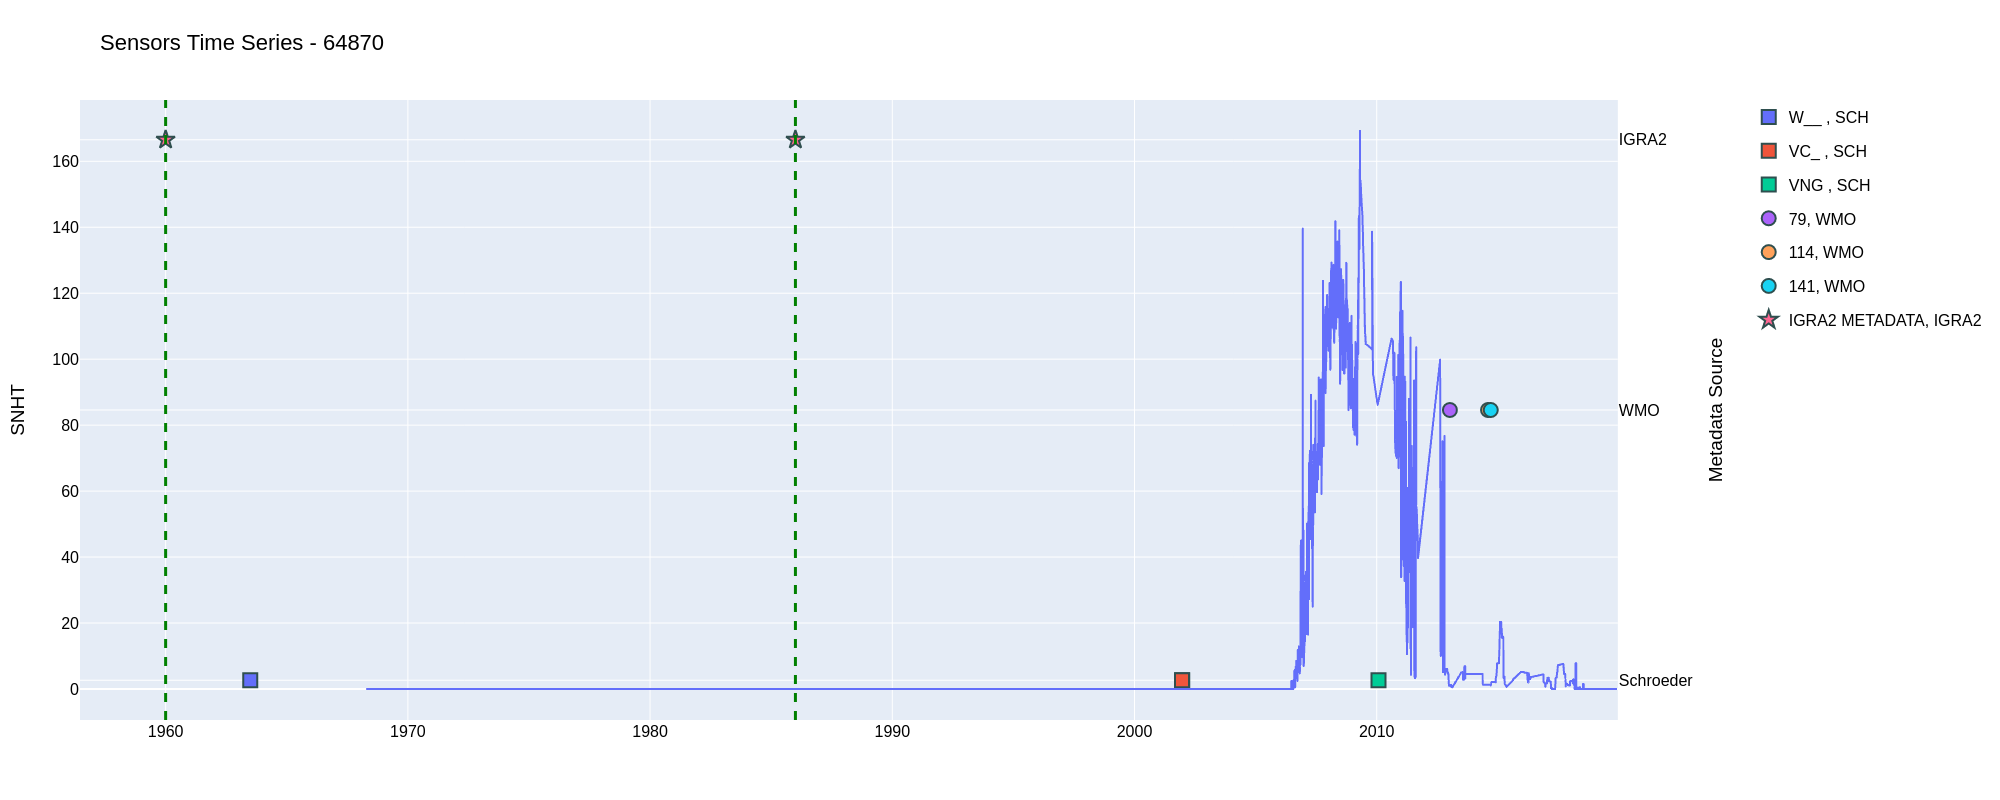 Sensors Time Series - 64870
SNHT
160
140
120
100
80
60
40
20
0
1960
1970
1980
1990
2000
2010
IGRA2
WMO
Schroeder
Metadata Source
W__ , SCH
VC_ , SCH
VNG , SCH
79, WMO
114, WMO
141, WMO
IGRA2 METADATA, IGRA2